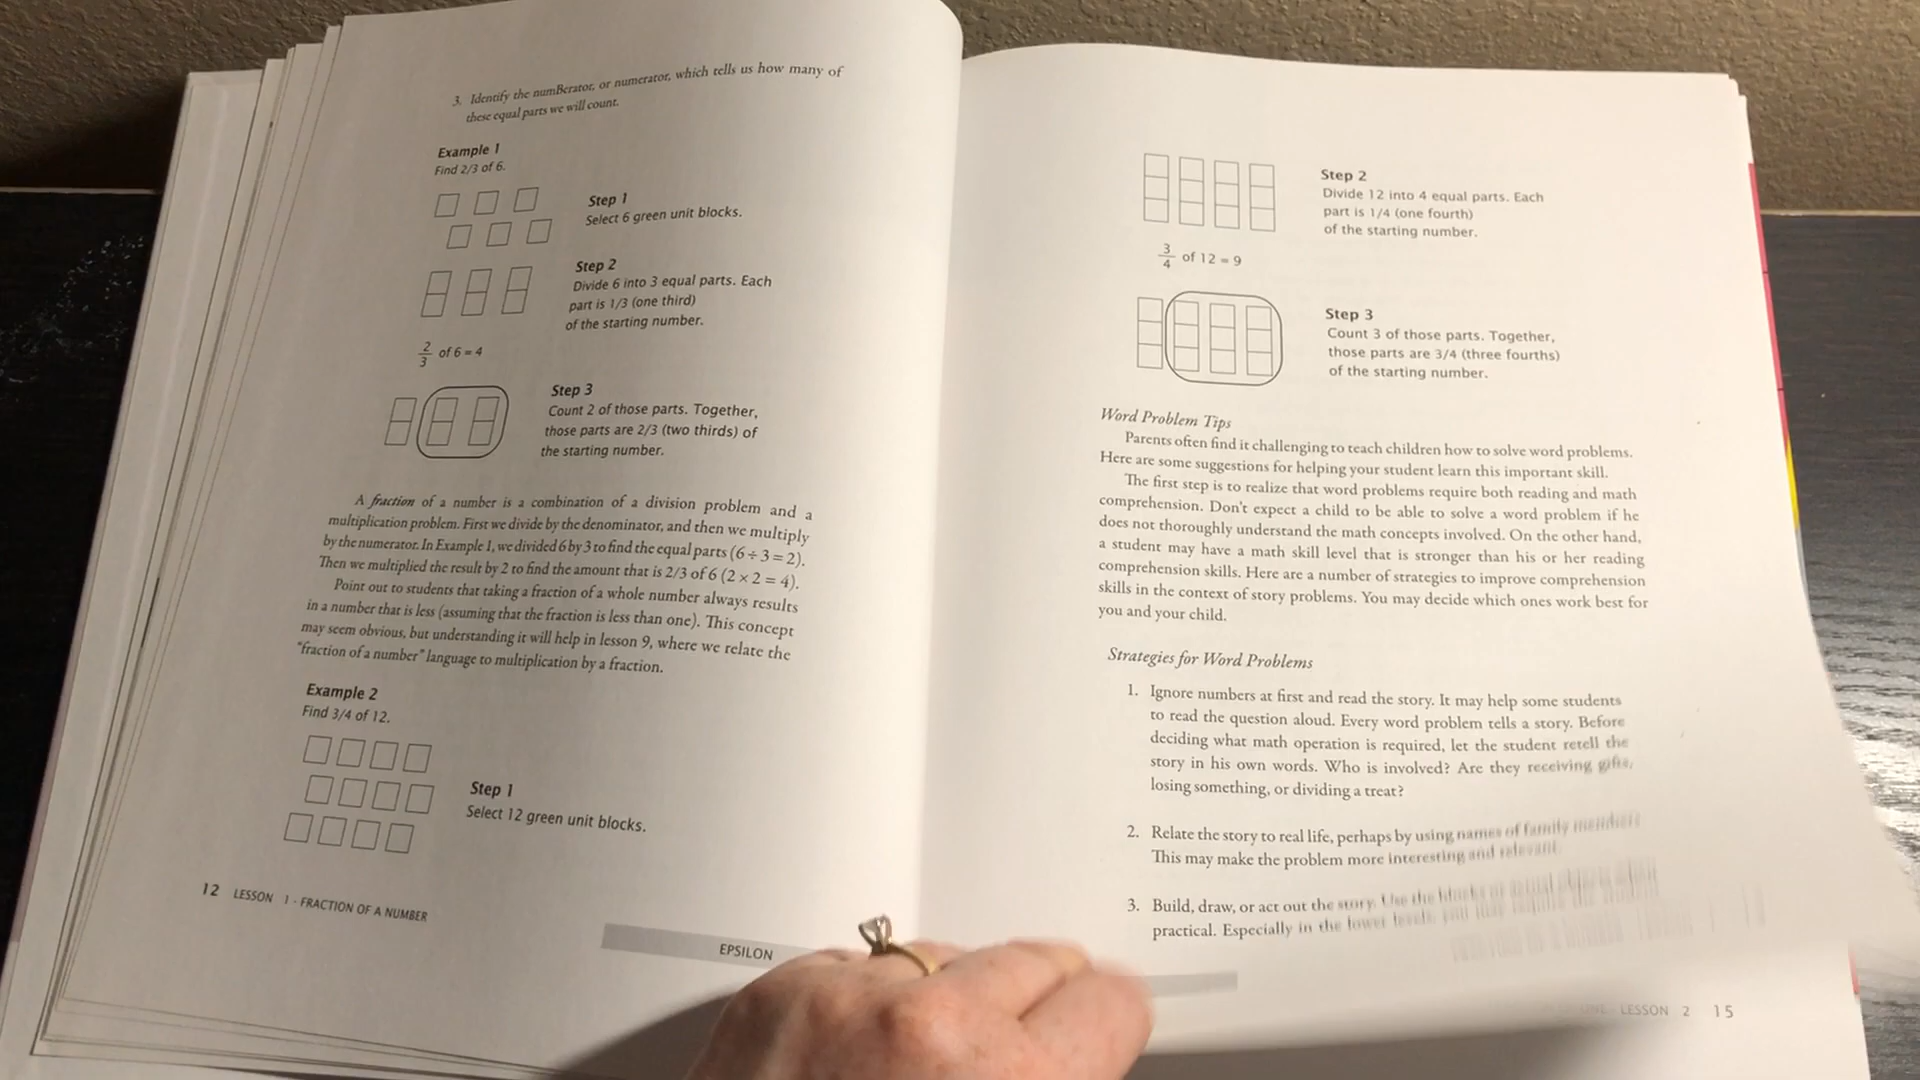 3. Identify the numBerator, or numerator, which tells us how many of
these equal parts we will count.
Example 1
Find 2/3 of 6.
Step 1
Select 6 green unit blocks.
Step 2
Divide 6 into 3 equal parts. Each
part is 1/3 (one third)
of the starting number.
2/3 of 6 = 4
Step 3
Count 2 of those parts. Together,
those parts are 2/3 (two thirds) of
the starting number.
A fraction of a number is a combination of a division problem and a
multiplication problem. First we divide by the denominator, and then we multiply
by the numerator. In Example 1, we divided 6 by 3 to find the equal parts (6 ÷ 3 = 2).
Then we multiplied the result by 2 to find the amount that is 2/3 of 6 (2 × 2 = 4).
Point out to students that taking a fraction of a whole number always results
in a number that is less (assuming that the fraction is less than one). This concept
may seem obvious, but understanding it will help in lesson 9, where we relate the
"fraction of a number" language to multiplication by a fraction.
Example 2
Find 3/4 of 12.
Step 1
Select 12 green unit blocks.
12 LESSON 1 - FRACTION OF A NUMBER
EPSILON
Step 2
Divide 12 into 4 equal parts. Each
part is 1/4 (one fourth)
of the starting number.
3/4 of 12 = 9
Step 3
Count 3 of those parts. Together,
those parts are 3/4 (three fourths)
of the starting number.
Word Problem Tips
Parents often find it challenging to teach children how to solve word problems.
Here are some suggestions for helping your student learn this important skill.
The first step is to realize that word problems require both reading and math
comprehension. Don't expect a child to be able to solve a word problem if he
does not thoroughly understand the math concepts involved. On the other hand,
a student may have a math skill level that is stronger than his or her reading
comprehension skills. Here are a number of strategies to improve comprehension
skills in the context of story problems. You may decide which ones work best for
you and your child.
Strategies for Word Problems
1. Ignore numbers at first and read the story. It may help some students
to read the question aloud. Every word problem tells a story. Before
deciding what math operation is required, let the student retell the
story in his own words. Who is involved? Are they receiving gifts,
losing something, or dividing a treat?
2. Relate the story to real life, perhaps by using names of family members.
This may make the problem more interesting and relevant.
3. Build, draw, or act out the story. Use the blocks or actual objects when
practical. Especially in the lower levels, you may require the
LESSON 2 15